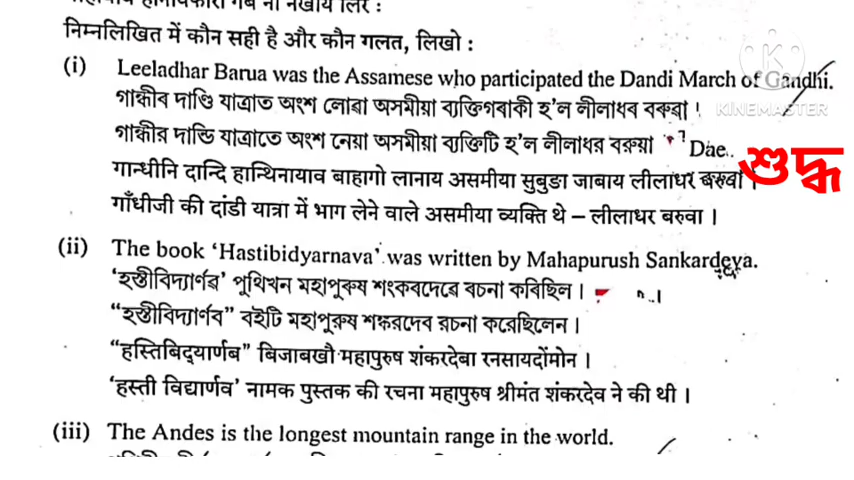 निम्नलिखित में कौन सही है और कौन गलत, लिखो :
(i) Leeladhar Barua was the Assamese who participated the Dandi March of Gandhi.
KINEMASTER
গান্ধীৰ দাণ্ডি যাত্ৰাত অংশ লোৱা অসমীয়া ব্যক্তিগৰাকী হ'ল লীলাধৰ বৰুৱা ।
গান্ধীর দান্ডি যাত্রাতে অংশ নেয়া অসমীয়া ব্যক্তিটি হ'ল লীলাধর বরুয়া
শুদ্ধ
गान्धीनि दान्दि हान्थिनायाव बाहागो लानाय असमीया सुबुङा जाबाय लीलाधर बरुवा ।
गाँधीजी की दांडी यात्रा में भाग लेने वाले असमीया व्यक्ति थे – लीलाधर बरुवा ।
(ii) The book 'Hastibidyarnava' was written by Mahapurush Sankardeva.
'হস্তীবিদ্যাৰ্ণৱ' পুথিখন মহাপুৰুষ শংকৰদেৱে ৰচনা কৰিছিল ।
"হস্তীবিদ্যার্ণব" বইটি মহাপুরুষ শঙ্করদেব রচনা করেছিলেন ।
"हस्तिबिद्यार्णब" बिजाबखौ महापुरुष शंकरदेबा रनसायदोंमोन ।
'हस्ती विद्यार्णव' नामक पुस्तक की रचना महापुरुष श्रीमंत शंकरदेव ने की थी ।
(iii) The Andes is the longest mountain range in the world.